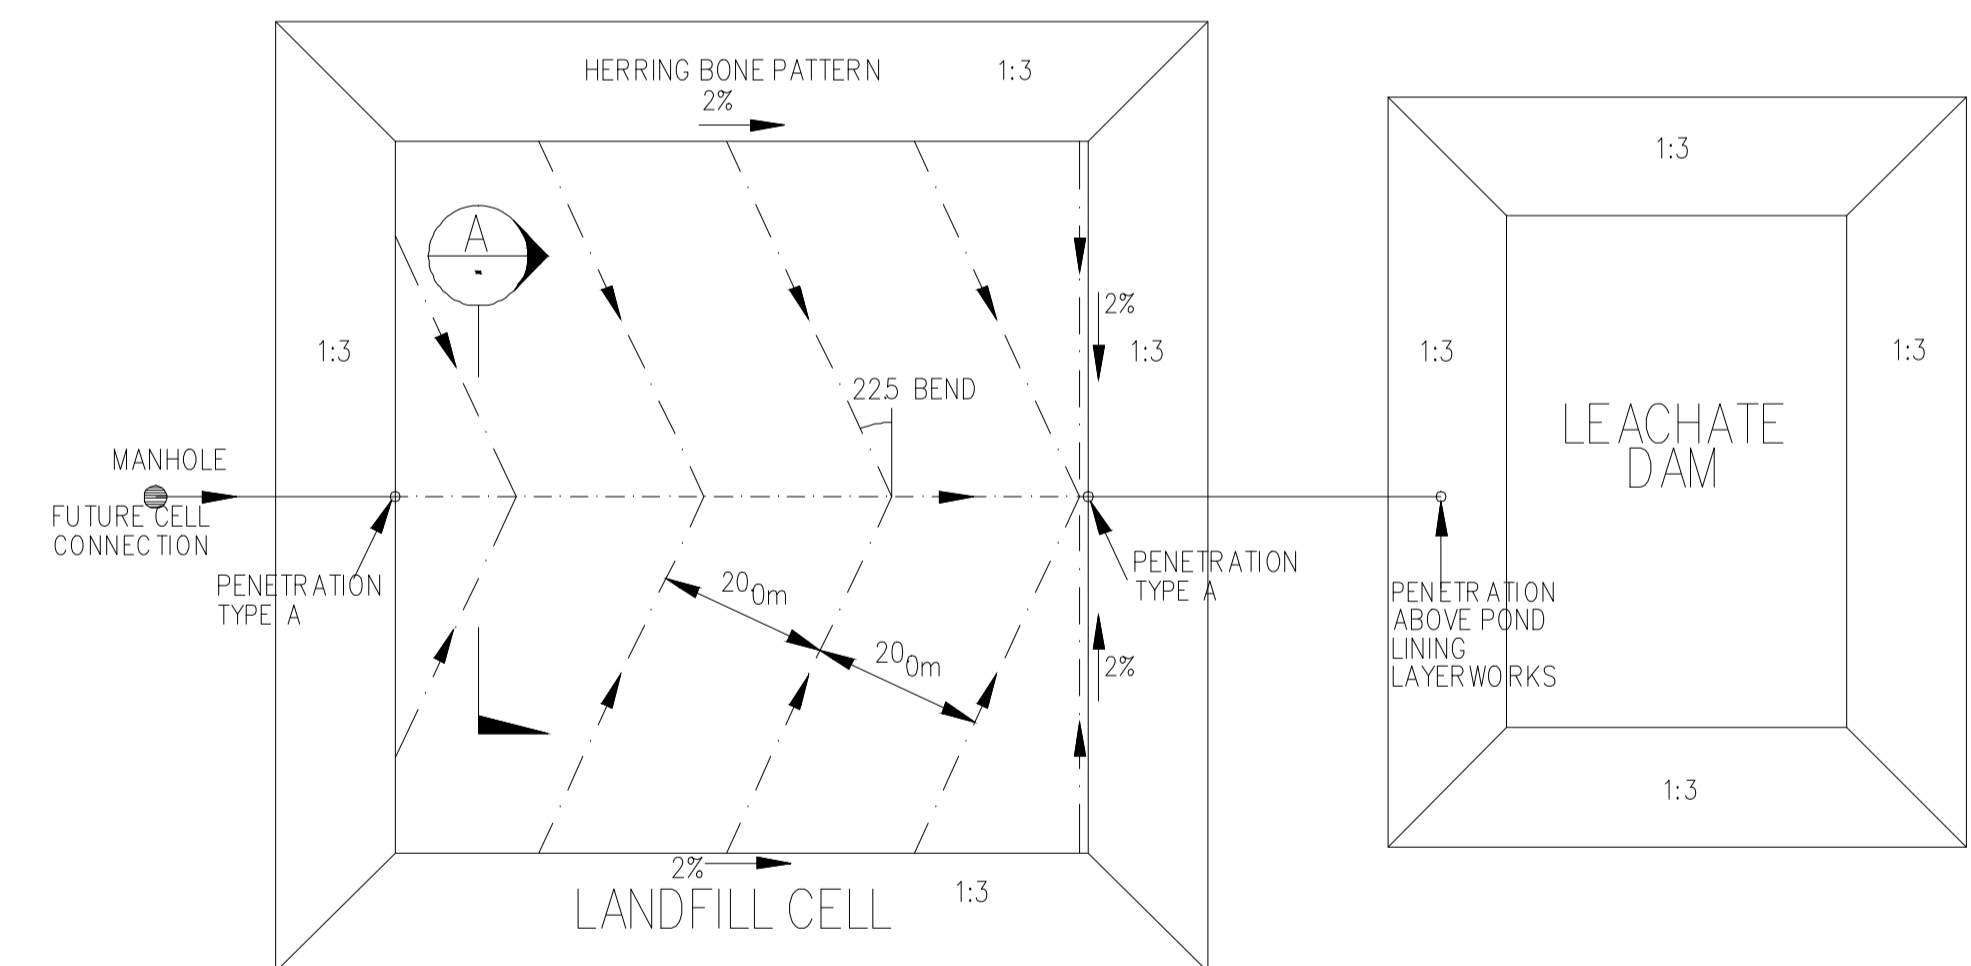 HERRING BONE PATTERN
1:3
2%
1:3
A
2%
1:3
1:3
1:3
1:3
22.5 BEND
LEACHATE
DAM
MANHOLE
FUTURE CELL
CONNECTION
PENETRATION
TYPE A
20.0m
20.0m
PENETRATION
TYPE A
PENETRATION
ABOVE POND
LINING
LAYERWORKS
2%
1:3
2%
1:3
LANDFILL CELL